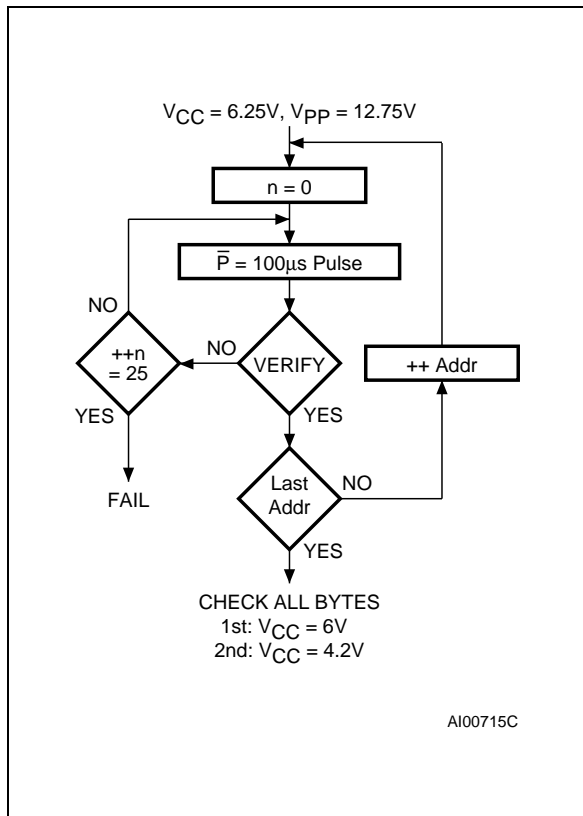 VCC = 6.25V, VPP = 12.75V
n = 0
P̅ = 100µs Pulse
NO
++n
= 25
NO
VERIFY
++ Addr
YES
YES
Last
Addr
NO
FAIL
YES
CHECK ALL BYTES
1st: VCC = 6V
2nd: VCC = 4.2V
AI00715C